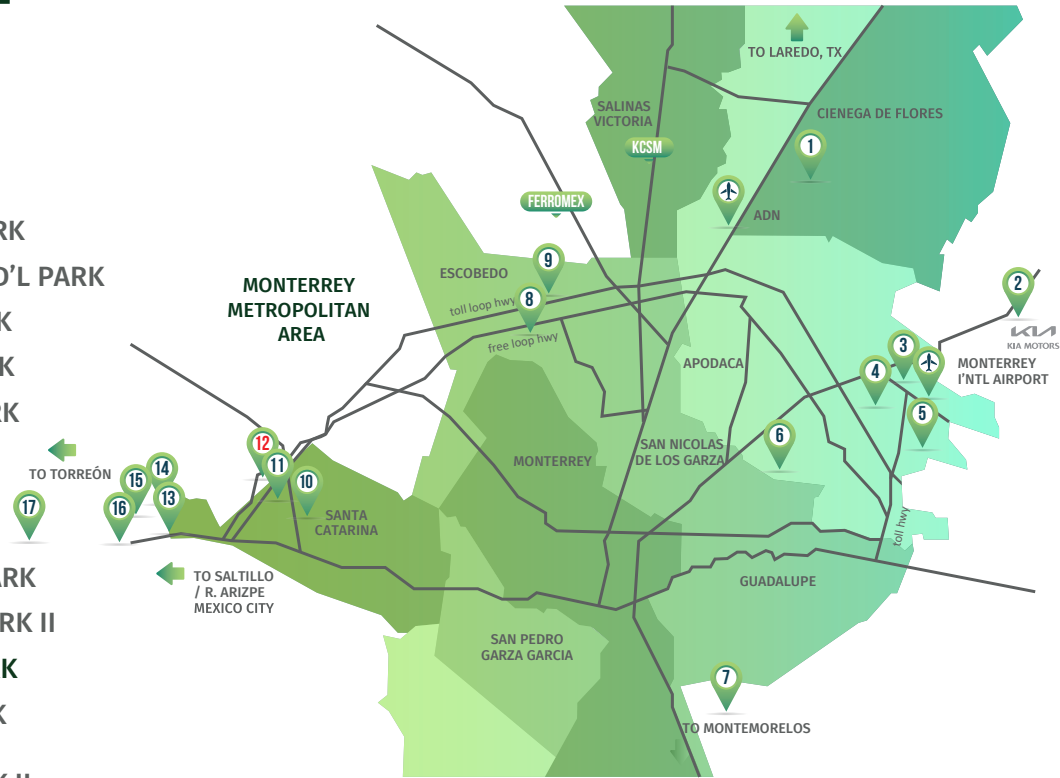 RK
D'L PARK
K
K
RK
ARK
RK II
K
K
TO LAREDO, TX
SALINAS
VICTORIA
CIENEGA DE FLORES
KCSM
1
FERROMEX
ADN
ESCOBEDO
9
MONTERREY
METROPOLITAN
AREA
8
toll loop hwy
free loop hwy
2
KIA
KIA MOTORS
3
MONTERREY
I'NTL AIRPORT
4
APODACA
5
6
12
11
10
SAN NICOLAS
DE LOS GARZA
MONTERREY
TO TORREÓN
14
15
13
16
17
SANTA
CATARINA
toll hwy
TO SALTILLO
/ R. ARIZPE
MEXICO CITY
GUADALUPE
SAN PEDRO
GARZA GARCIA
7
TO MONTEMORELOS